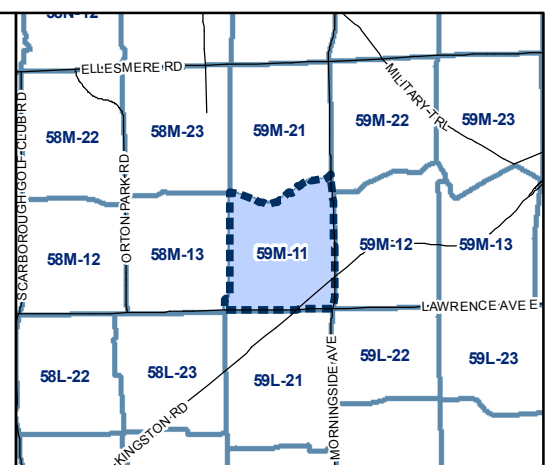 58N-12
ELLESMERE RD
MILITARY TRL
SCARBOROUGH GOLF CLUB RD
58M-22
58M-23
59M-21
59M-22
59M-23
ORTON PARK RD
58M-12
58M-13
59M-11
59M-12
59M-13
LAWRENCE AVE E
58L-22
58L-23
59L-21
59L-22
59L-23
KINGSTON RD
MORNINGSIDE AVE